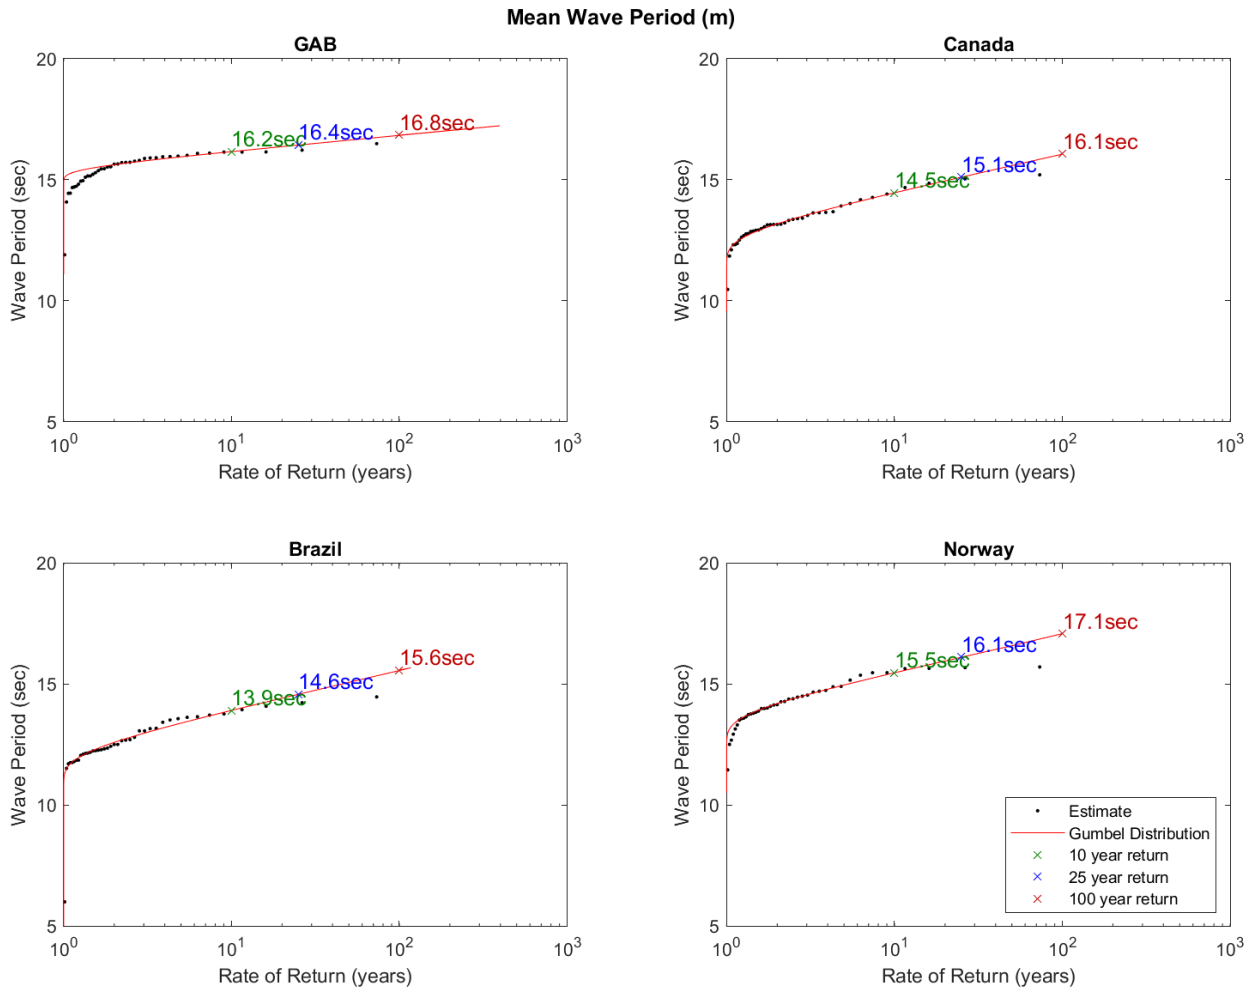 Mean Wave Period (m)
GAB
20
15
10
5
Wave Period (sec)
16.2sec
16.4sec
16.8sec
10^0
10^1
10^2
10^3
Rate of Return (years)
Canada
20
15
10
5
Wave Period (sec)
14.5sec
15.1sec
16.1sec
10^0
10^1
10^2
10^3
Rate of Return (years)
Brazil
20
15
10
5
Wave Period (sec)
13.9sec
14.6sec
15.6sec
10^0
10^1
10^2
10^3
Rate of Return (years)
Norway
20
15
10
5
Wave Period (sec)
15.5sec
16.1sec
17.1sec
Estimate
Gumbel Distribution
10 year return
25 year return
100 year return
10^0
10^1
10^2
10^3
Rate of Return (years)